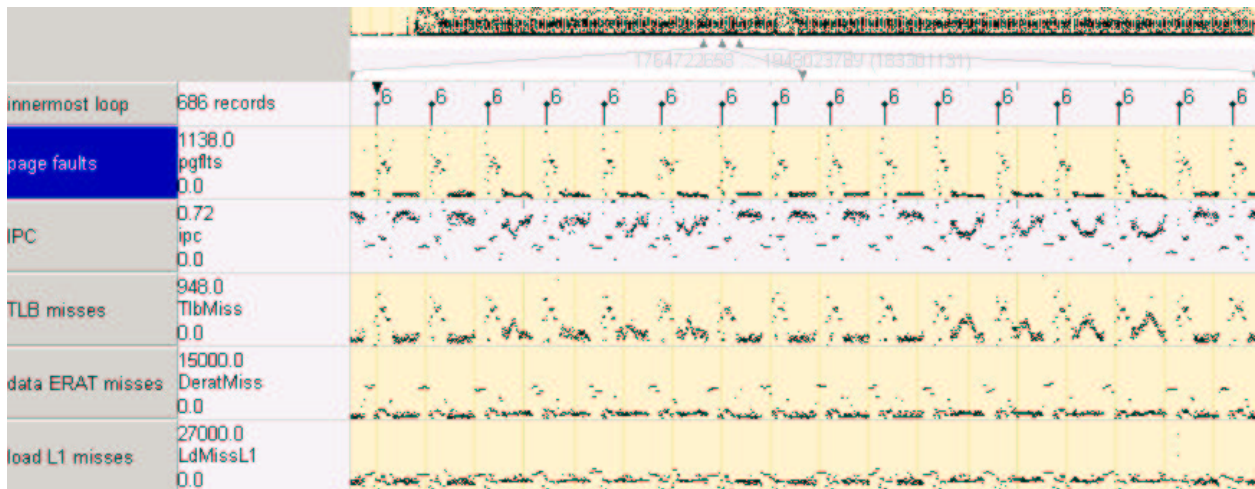 innermost loop
686 records
6 6 6 6 6 6 6 6 6 6 6 6 6 6 6 6
page faults
1138.0
pgflts
0.0
IPC
0.72
ipc
0.0
TLB misses
948.0
TlbMiss
0.0
data ERAT misses
15000.0
DeratMiss
0.0
load L1 misses
27000.0
LdMissL1
0.0